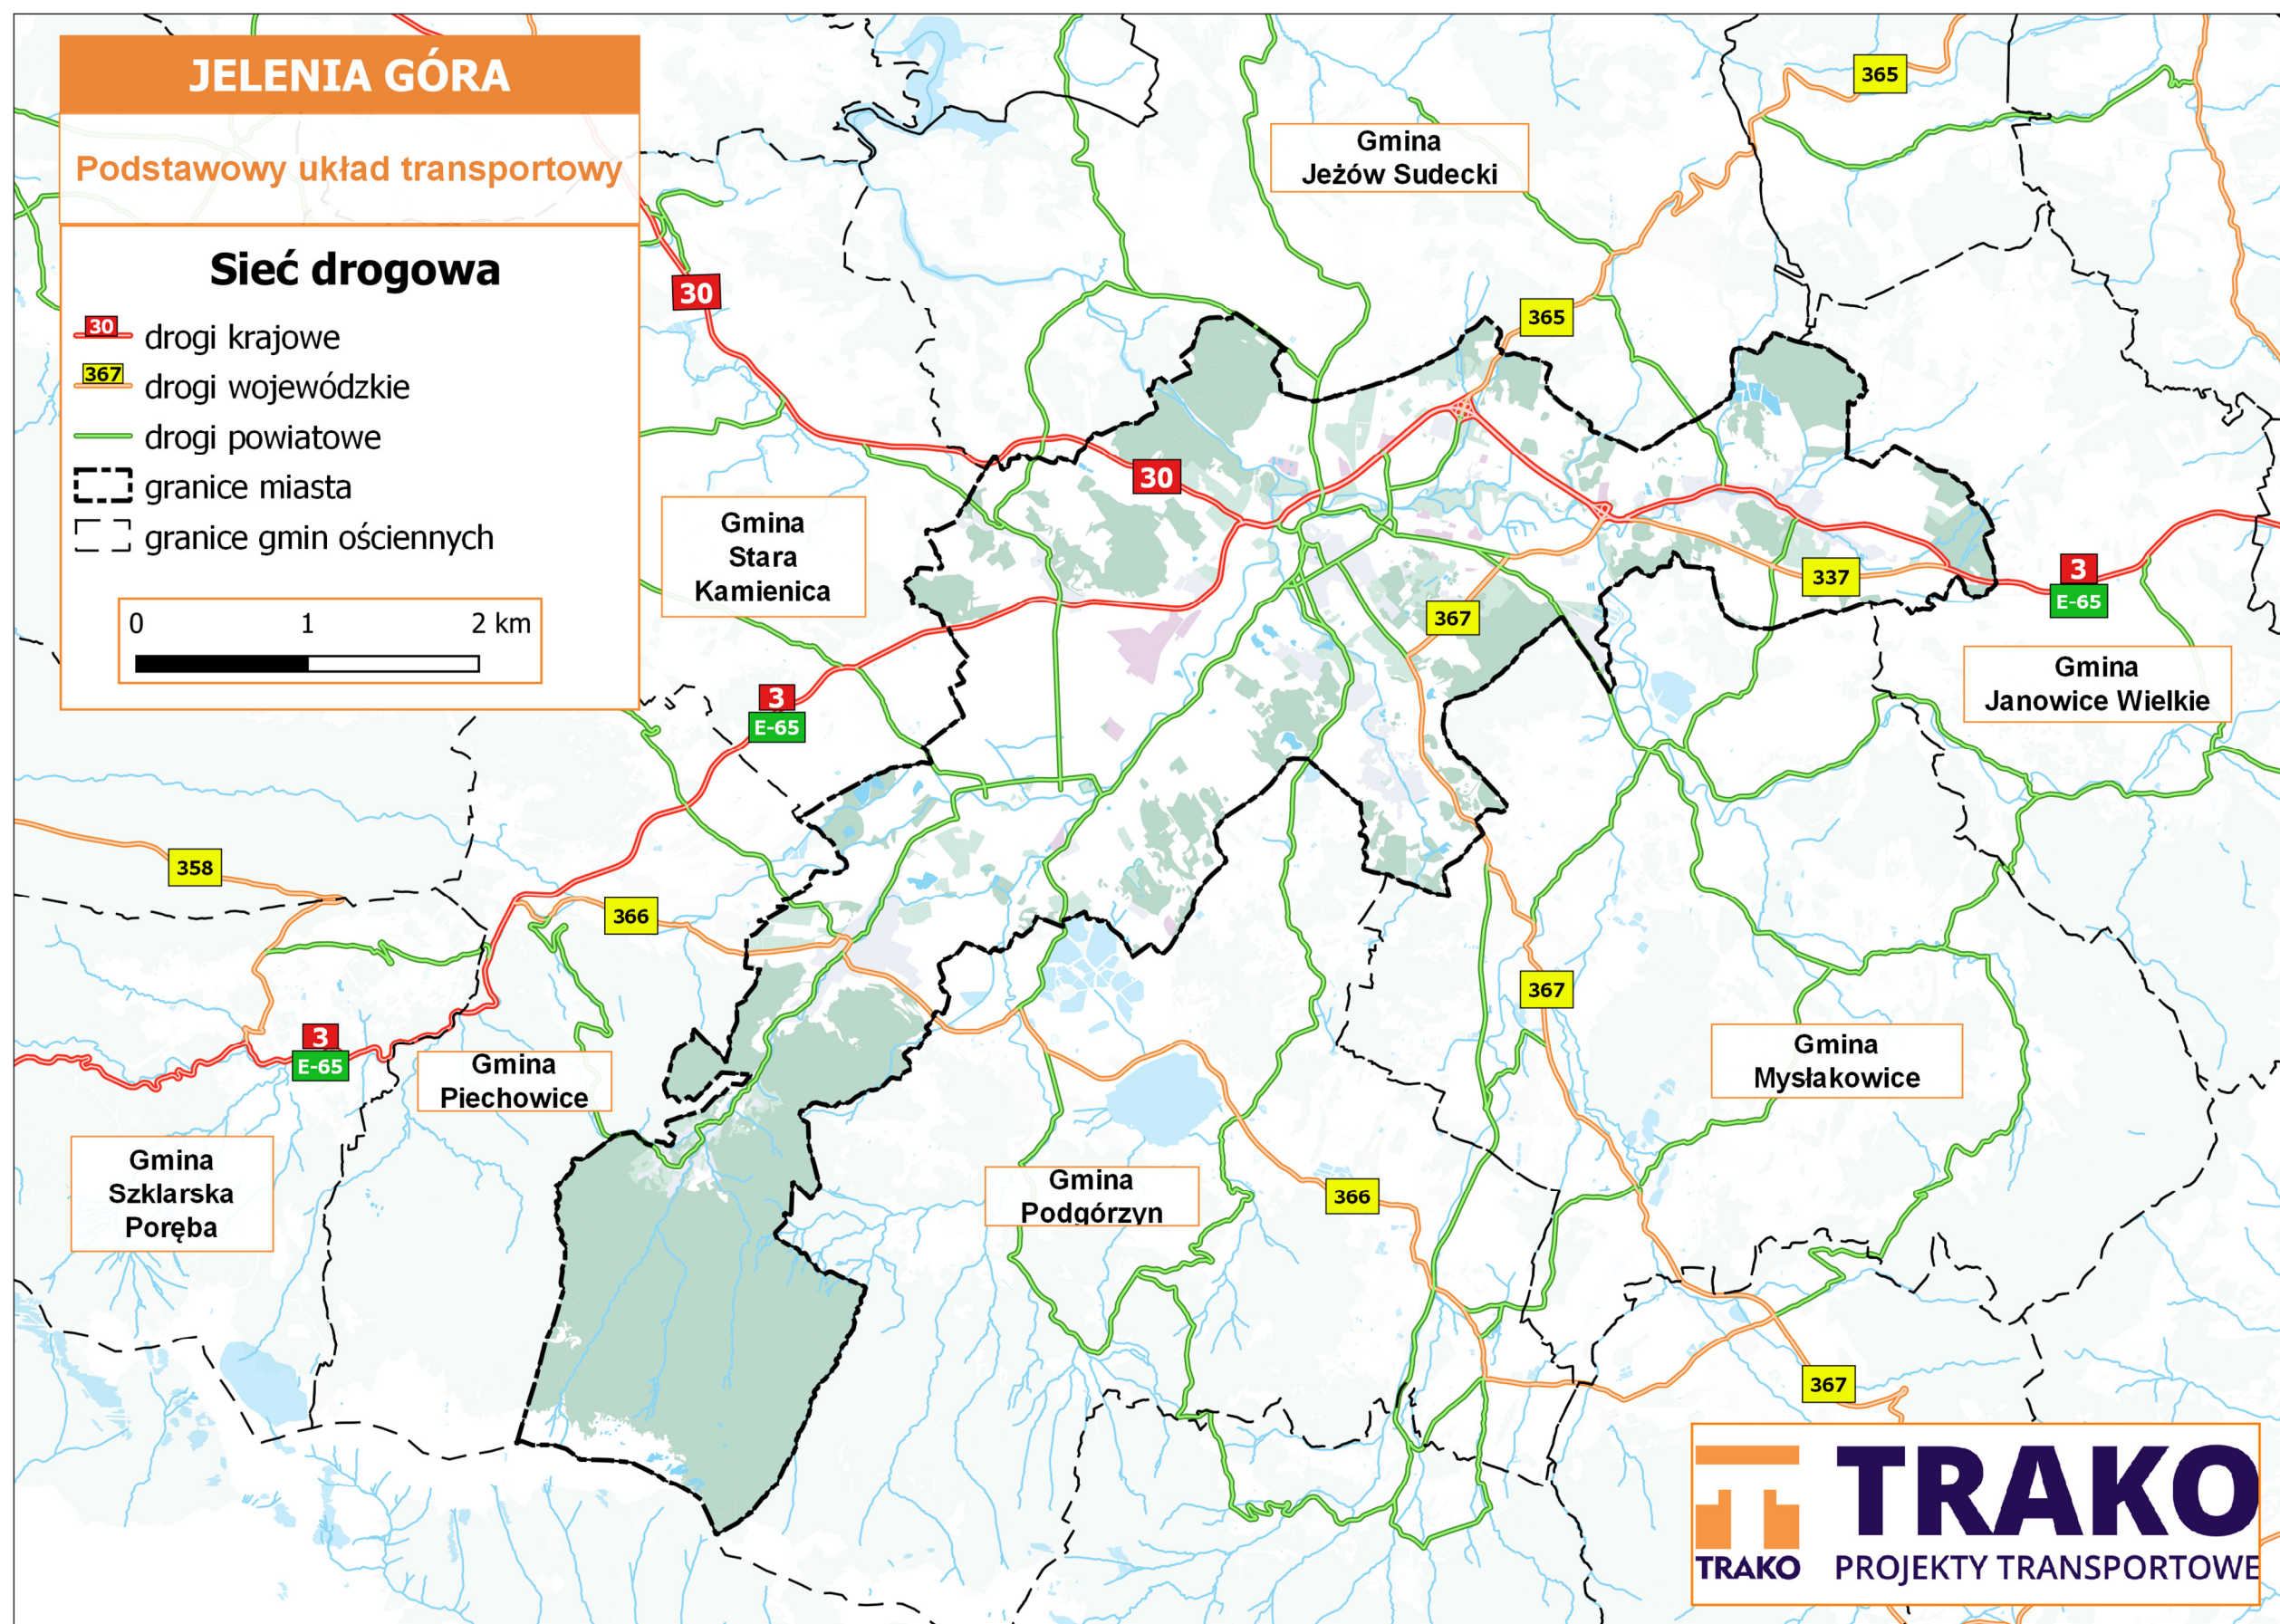 JELENIA GÓRA
Podstawowy układ transportowy
Sieć drogowa
30 drogi krajowe
367 drogi wojewódzkie
drogi powiatowe
granice miasta
granice gmin ościennych
0 1 2 km
365
Gmina
Jeżów Sudecki
30
365
30
Gmina
Stara
Kamienica
337
3
E-65
367
Gmina
Janowice Wielkie
3
E-65
358
366
367
3
E-65
Gmina
Piechowice
Gmina
Mysłakowice
Gmina
Szklarska
Poręba
Gmina
Podgórzyn
366
367
TRAKO
TRAKO
PROJEKTY TRANSPORTOWE